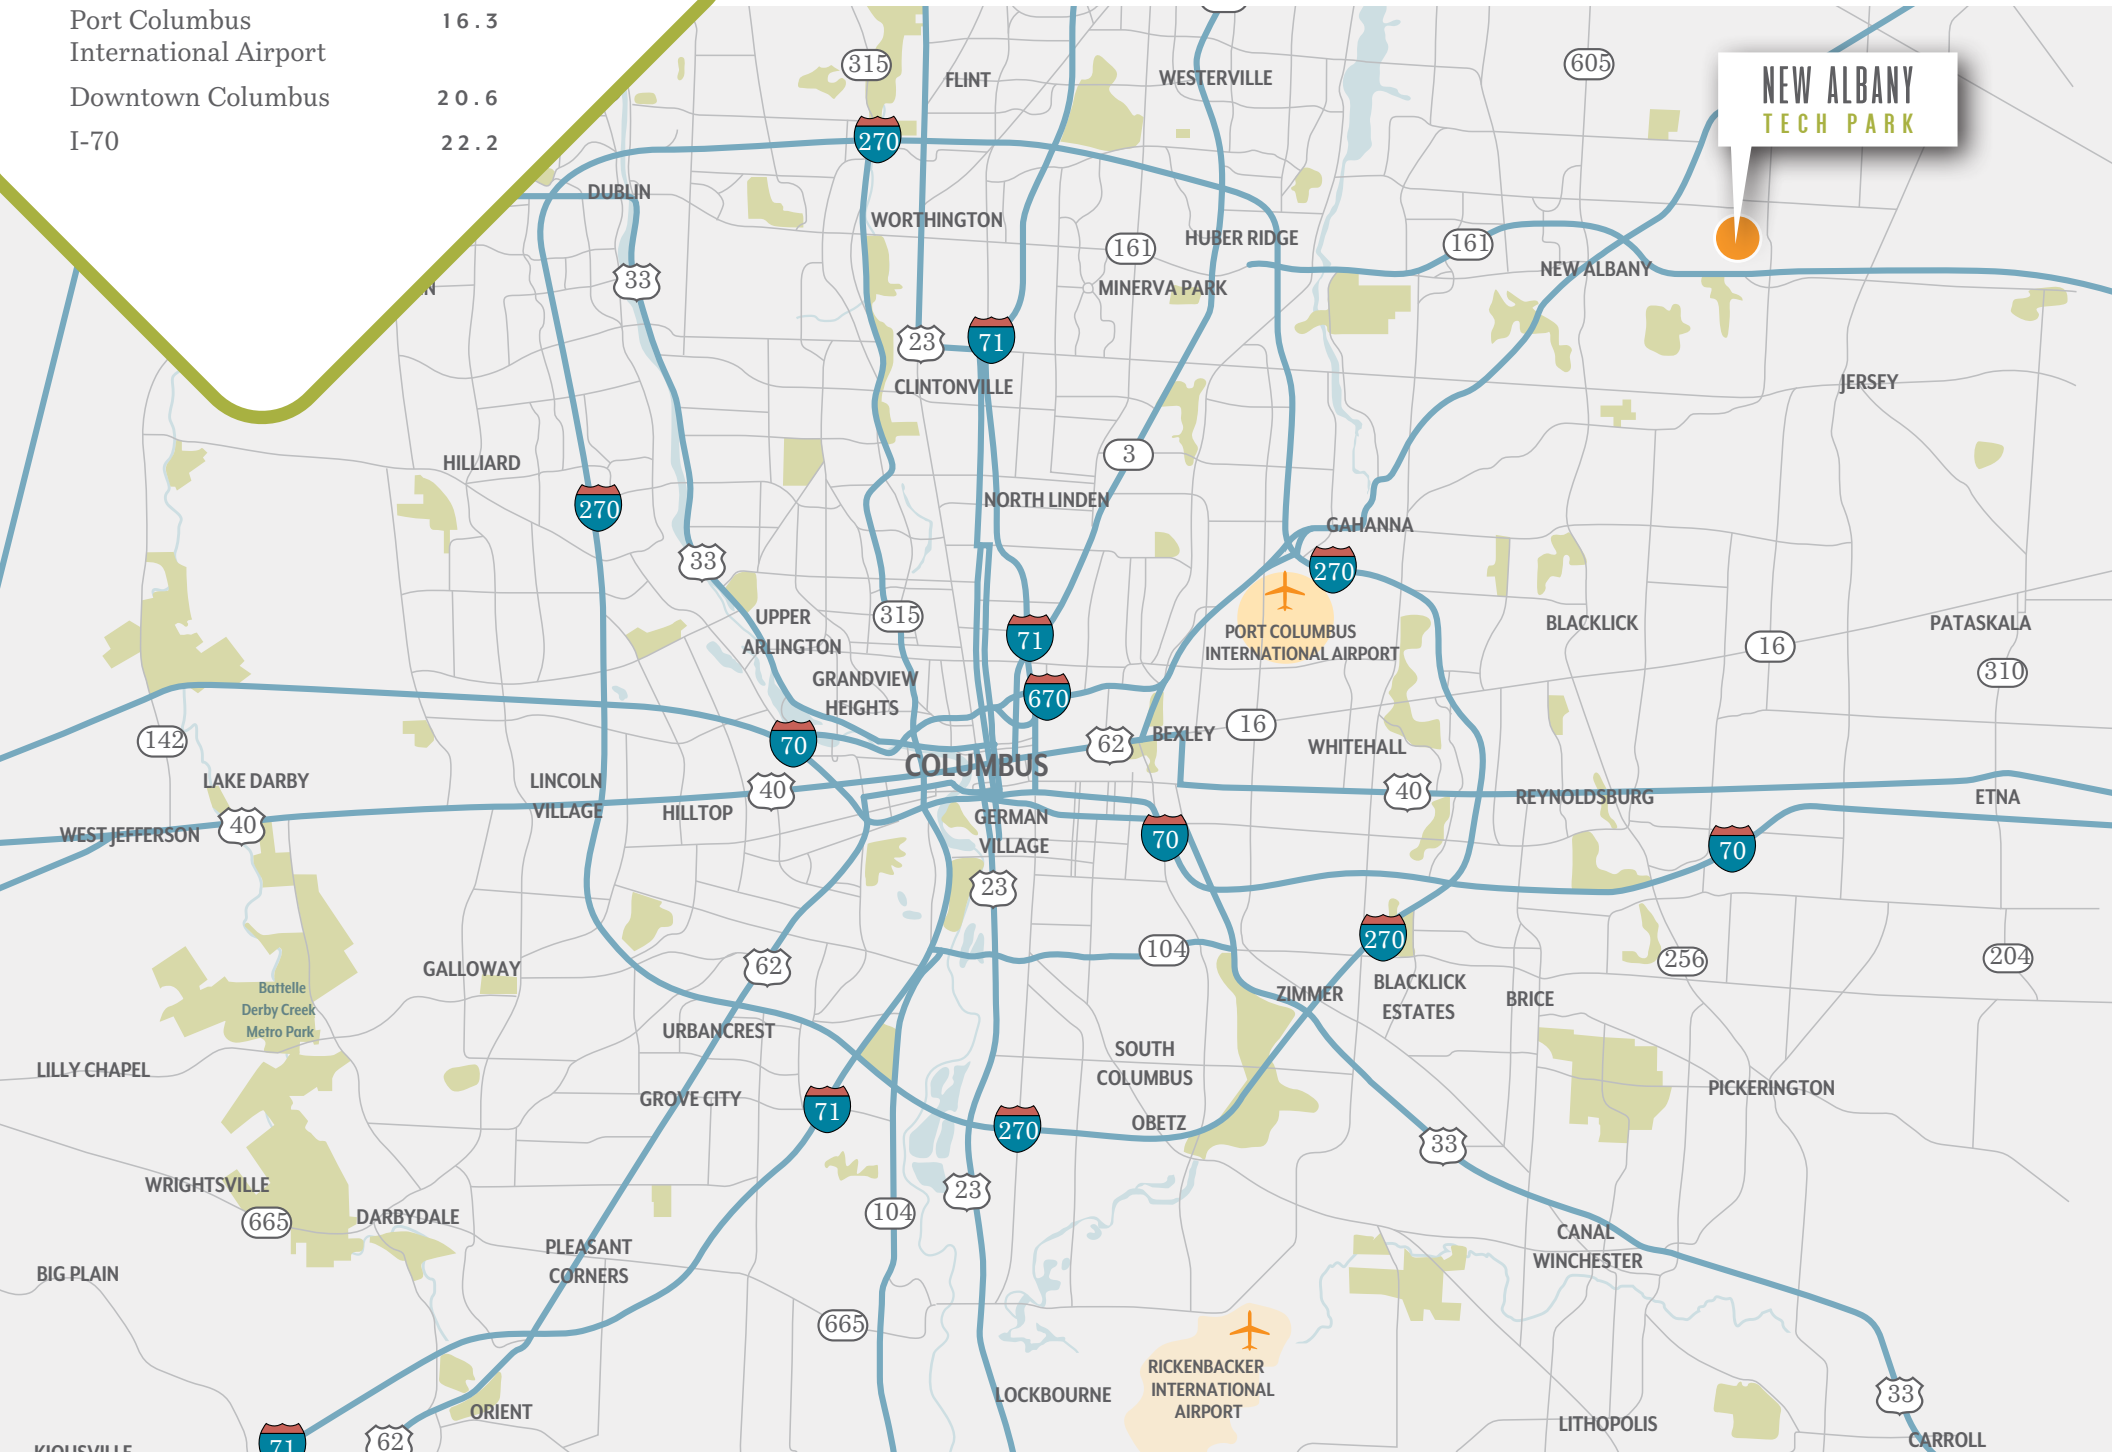 Port Columbus 16.3
International Airport
Downtown Columbus 20.6
I-70 22.2
315
FLINT
WESTERVILLE
605
NEW ALBANY
TECH PARK
270
DUBLIN
WORTHINGTON
161
HUBER RIDGE
161
NEW ALBANY
33
N
MINERVA PARK
23
71
CLINTONVILLE
JERSEY
HILLIARD
3
270
NORTH LINDEN
GAHANNA
33
270
UPPER
ARLINGTON
315
71
PORT COLUMBUS
INTERNATIONAL AIRPORT
BLACKLICK
16
PATASKALA
310
GRANDVIEW
HEIGHTS
670
142
70
62
BEXLEY
16
WHITEHALL
COLUMBUS
LAKE DARBY
LINCOLN
VILLAGE
40
HILLTOP
40
REYNOLDSBURG
ETNA
WEST JEFFERSON
40
GERMAN
VILLAGE
70
70
23
270
GALLOWAY
62
104
256
204
Battelle
Derby Creek
Metro Park
ZIMMER
BLACKLICK
ESTATES
BRICE
URBANCREST
LILLY CHAPEL
SOUTH
COLUMBUS
PICKERINGTON
GROVE CITY
71
270
OBETZ
33
WRIGHTSVILLE
665
DARBYDALE
104
23
PLEASANT
CORNERS
CANAL
WINCHESTER
BIG PLAIN
665
RICKENBACKER
INTERNATIONAL
AIRPORT
LOCKBOURNE
33
ORIENT
LITHOPOLIS
71
62
CARROLL
KIOUSVILLE